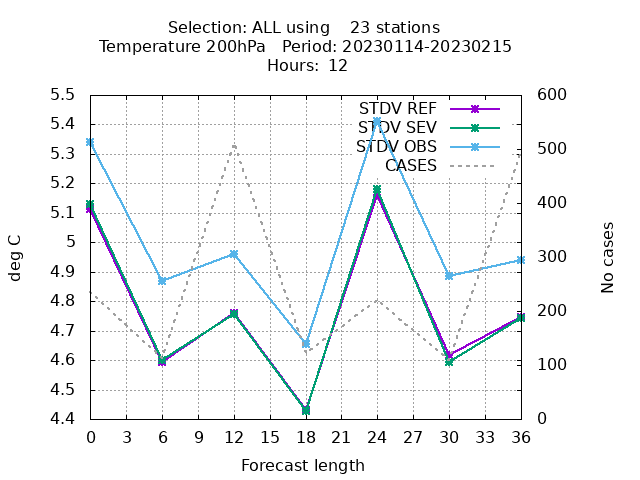 Selection: ALL using    23 stations
Temperature 200hPa   Period: 20230114-20230215
Hours:  12
5.5
5.4
5.3
5.2
5.1
5
4.9
4.8
4.7
4.6
4.5
4.4
deg C
STDV REF
STDV SEV
STDV OBS
CASES
600
500
400
300
200
100
0
No cases
0 3 6 9 12 15 18 21 24 27 30 33 36
Forecast length